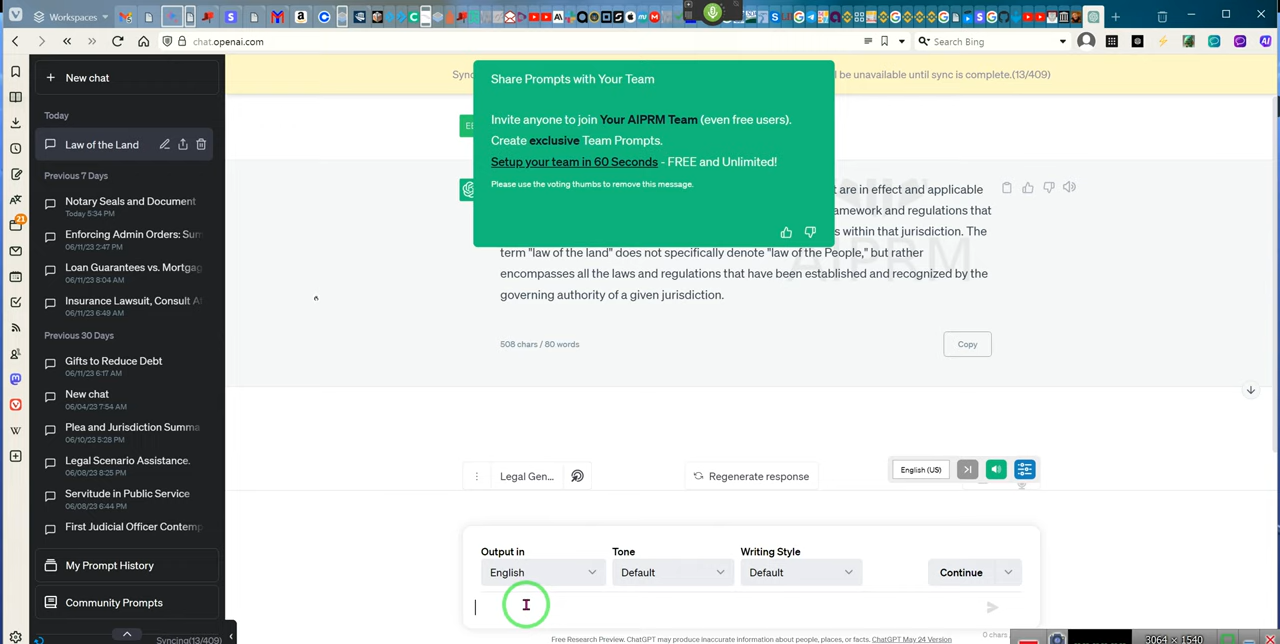 Workspaces
chat.openai.com
Search Bing
New chat
Today
Law of the Land
Previous 7 Days
Notary Seals and Document
Today 5:34 PM
Enforcing Admin Orders: Sum
06/11/23 2:47 PM
Loan Guarantees vs. Mortgag
06/11/23 8:04 AM
Insurance Lawsuit, Consult A
06/11/23 6:49 AM
Previous 30 Days
Gifts to Reduce Debt
06/11/23 6:17 AM
New chat
06/04/23 7:54 AM
Plea and Jurisdiction Summa
06/10/23 5:28 PM
Legal Scenario Assistance.
06/08/23 8:25 PM
Servitude in Public Service
06/08/23 6:44 PM
First Judicial Officer Contemp
My Prompt History
Community Prompts
Syncing(13/409)
21
Sync
l be unavailable until sync is complete.(13/409)
Share Prompts with Your Team
Invite anyone to join Your AIPRM Team (even free users).
Create exclusive Team Prompts.
Setup your team in 60 Seconds - FREE and Unlimited!
Please use the voting thumbs to remove this message.
t are in effect and applicable
amework and regulations that
s within that jurisdiction. The
term "law of the land" does not specifically denote "law of the People," but rather
encompasses all the laws and regulations that have been established and recognized by the
governing authority of a given jurisdiction.
AIPRM
508 chars / 80 words
Copy
Legal Gen...
Regenerate response
English (US)
Output in
Tone
Writing Style
English
Default
Default
Continue
0 chars
Free Research Preview. ChatGPT may produce inaccurate information about people, places, or facts. ChatGPT May 24 Version
3064 × 1540